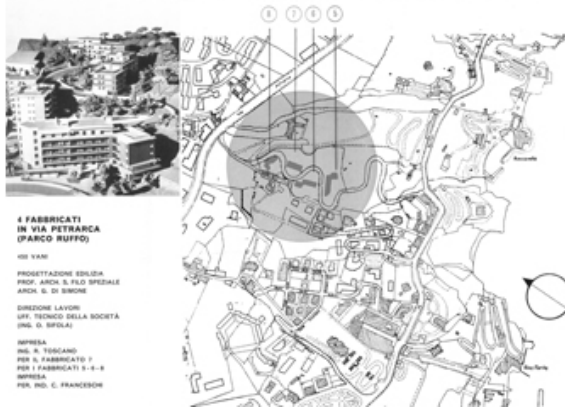 8 7 6 5
4 FABBRICATI
IN VIA PETRARCA
(PARCO RUFFO)
450 VANI
PROGETTAZIONE EDILIZIA
PROF. ARCH. S. FILO SPEZIALE
ARCH. G. DI SIMONE
DIREZIONE LAVORI
UFF. TECNICO DELLA SOCIETÀ
(ING. O. SIFOLA)
IMPRESA
ING. R. TOSCANO
PER IL FABBRICATO 7
PER I FABBRICATI 5-6-8
IMPRESA
PER. IND. C. FRANCESCHI